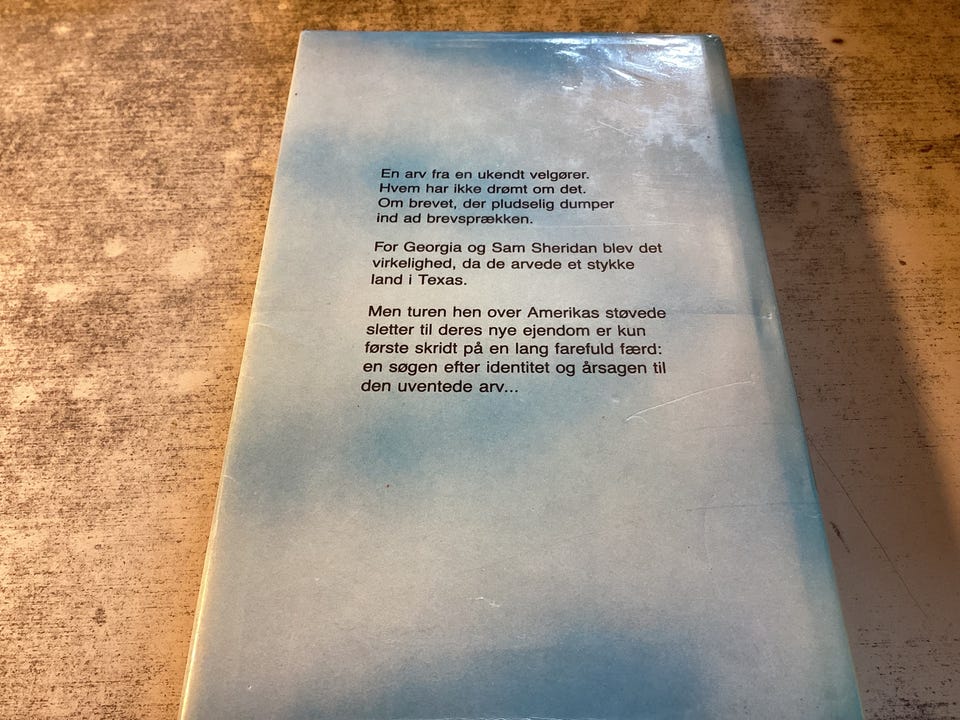 En arv fra en ukendt velgører.
Hvem har ikke drømt om det.
Om brevet, der pludselig dumper
ind ad brevsprækken.
For Georgia og Sam Sheridan blev det
virkelighed, da de arvede et stykke
land i Texas.
Men turen hen over Amerikas støvede
sletter til deres nye ejendom er kun
første skridt på en lang farefuld færd:
en søgen efter identitet og årsagen til
den uventede arv...